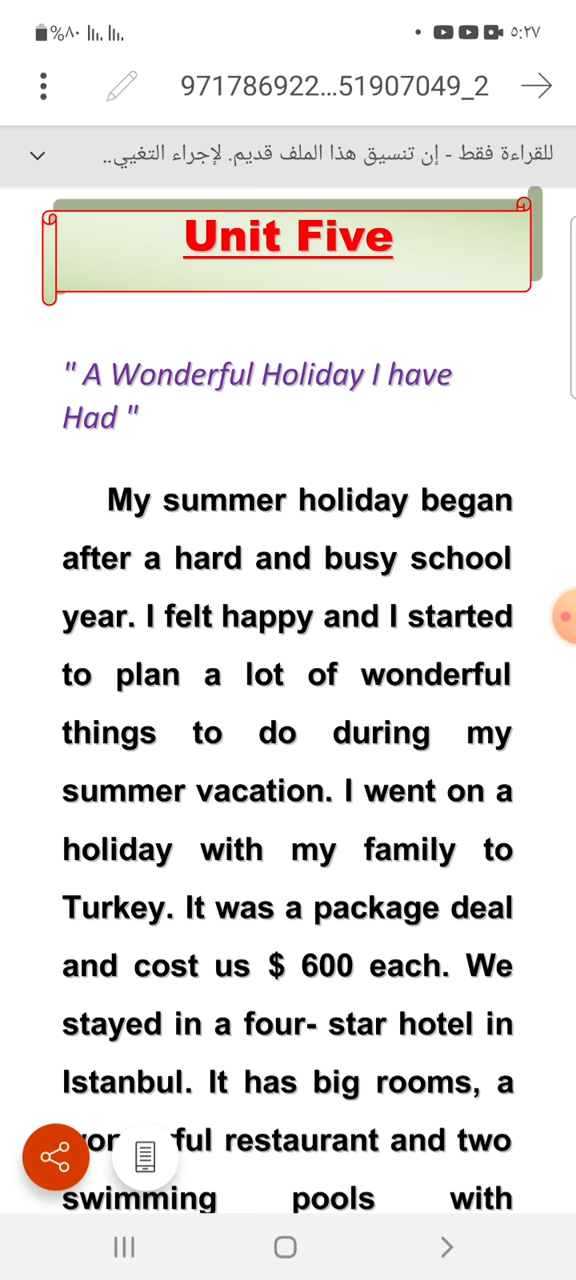 %٨٠ ٥:٢٧
971786922...51907049_2
للقراءة فقط - إن تنسيق هذا الملف قديم. لإجراء التغيي..
Unit Five
" A Wonderful Holiday I have
Had "
My summer holiday began
after a hard and busy school
year. I felt happy and I started
to plan a lot of wonderful
things to do during my
summer vacation. I went on a
holiday with my family to
Turkey. It was a package deal
and cost us $ 600 each. We
stayed in a four- star hotel in
Istanbul. It has big rooms, a
restaurant and two
swimming pools with